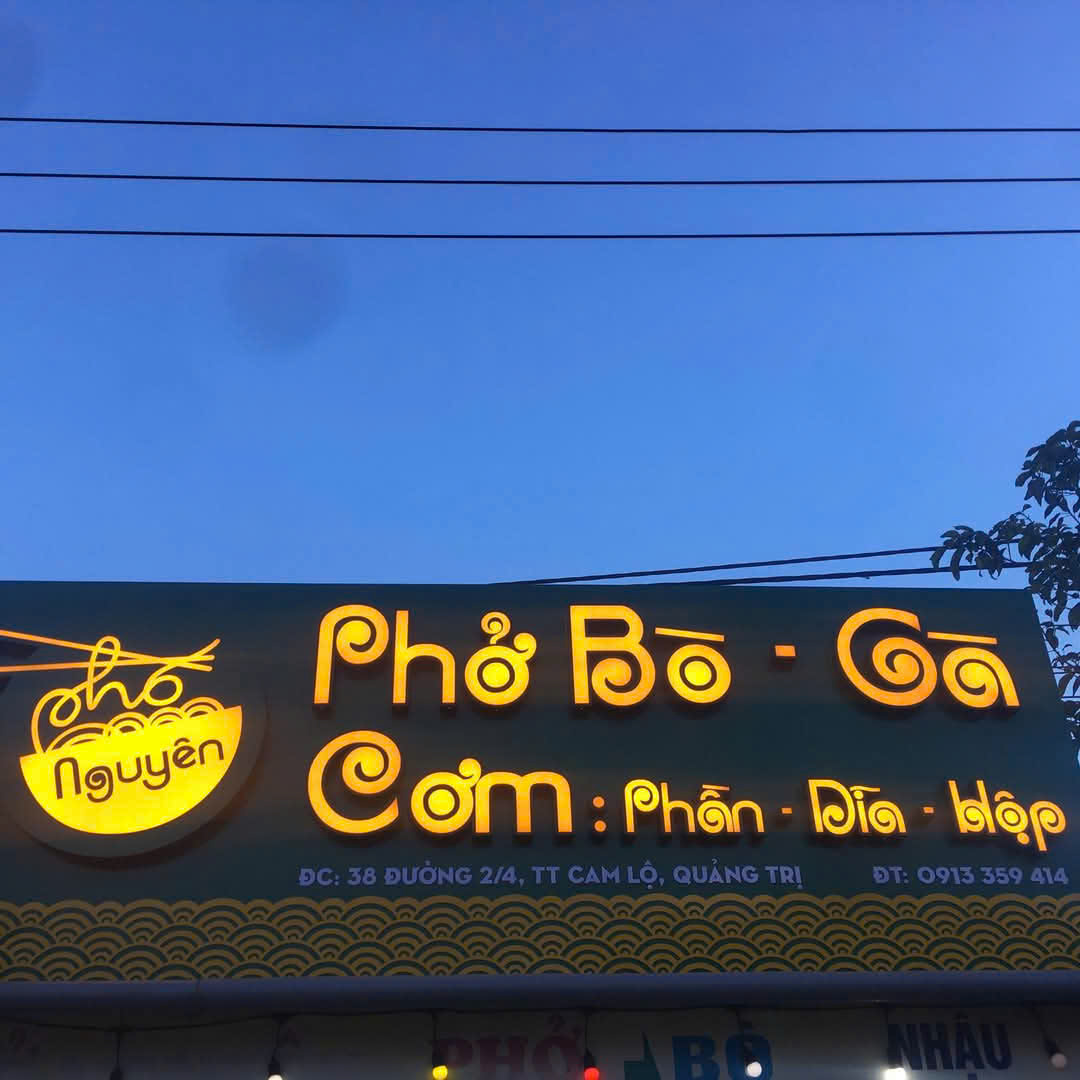 Phở
Nguyên
Phở Bò - Gà
Cơm : Phần - Dĩa - Hộp
ĐC: 38 ĐƯỜNG 2/4, TT CAM LỘ, QUẢNG TRỊ ĐT: 0913 359 414
PHỞ BÒ NHẬU